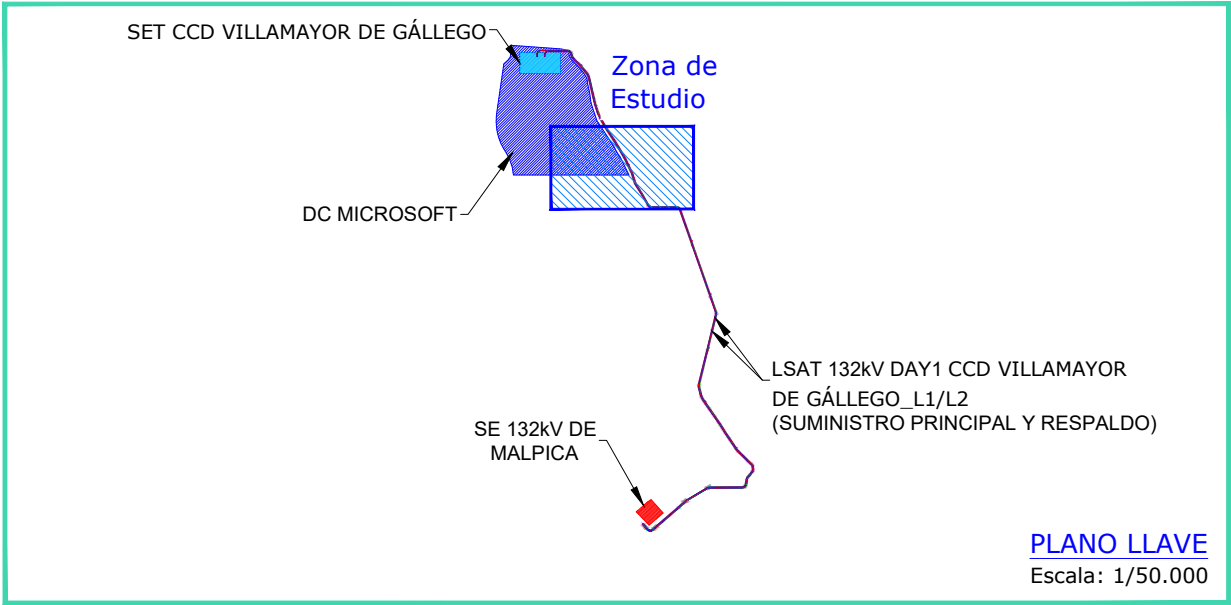 SET CCD VILLAMAYOR DE GÁLLEGO
Zona de
Estudio
DC MICROSOFT
LSAT 132kV DAY1 CCD VILLAMAYOR
DE GÁLLEGO_L1/L2
(SUMINISTRO PRINCIPAL Y RESPALDO)
SE 132kV DE
MALPICA
PLANO LLAVE
Escala: 1/50.000